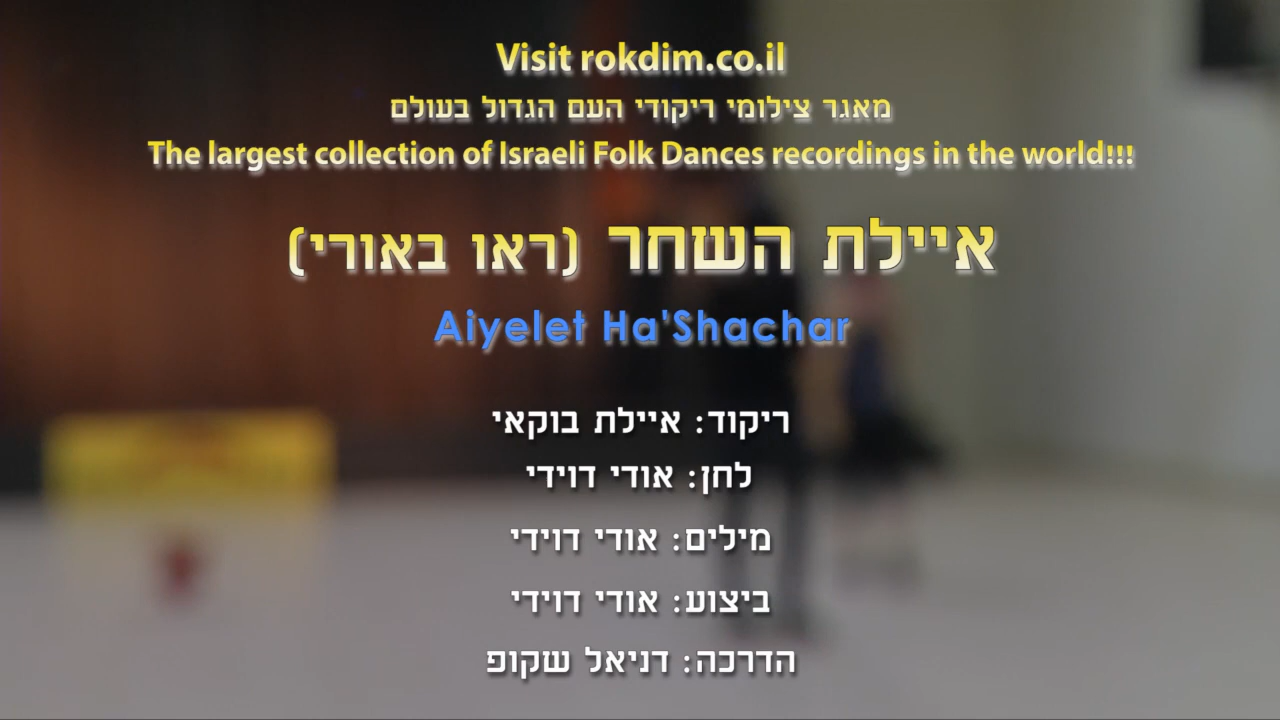 Visit rokdim.co.il
מאגר צילומי ריקודי העם הגדול בעולם
The largest collection of Israeli Folk Dances recordings in the world!!!
איילת השחר (ראו באורי)
Aiyelet Ha'Shachar
ריקוד: איילת בוקאי
לחן: אודי דוידי
מילים: אודי דוידי
ביצוע: אודי דוידי
הדרכה: דניאל שקופ